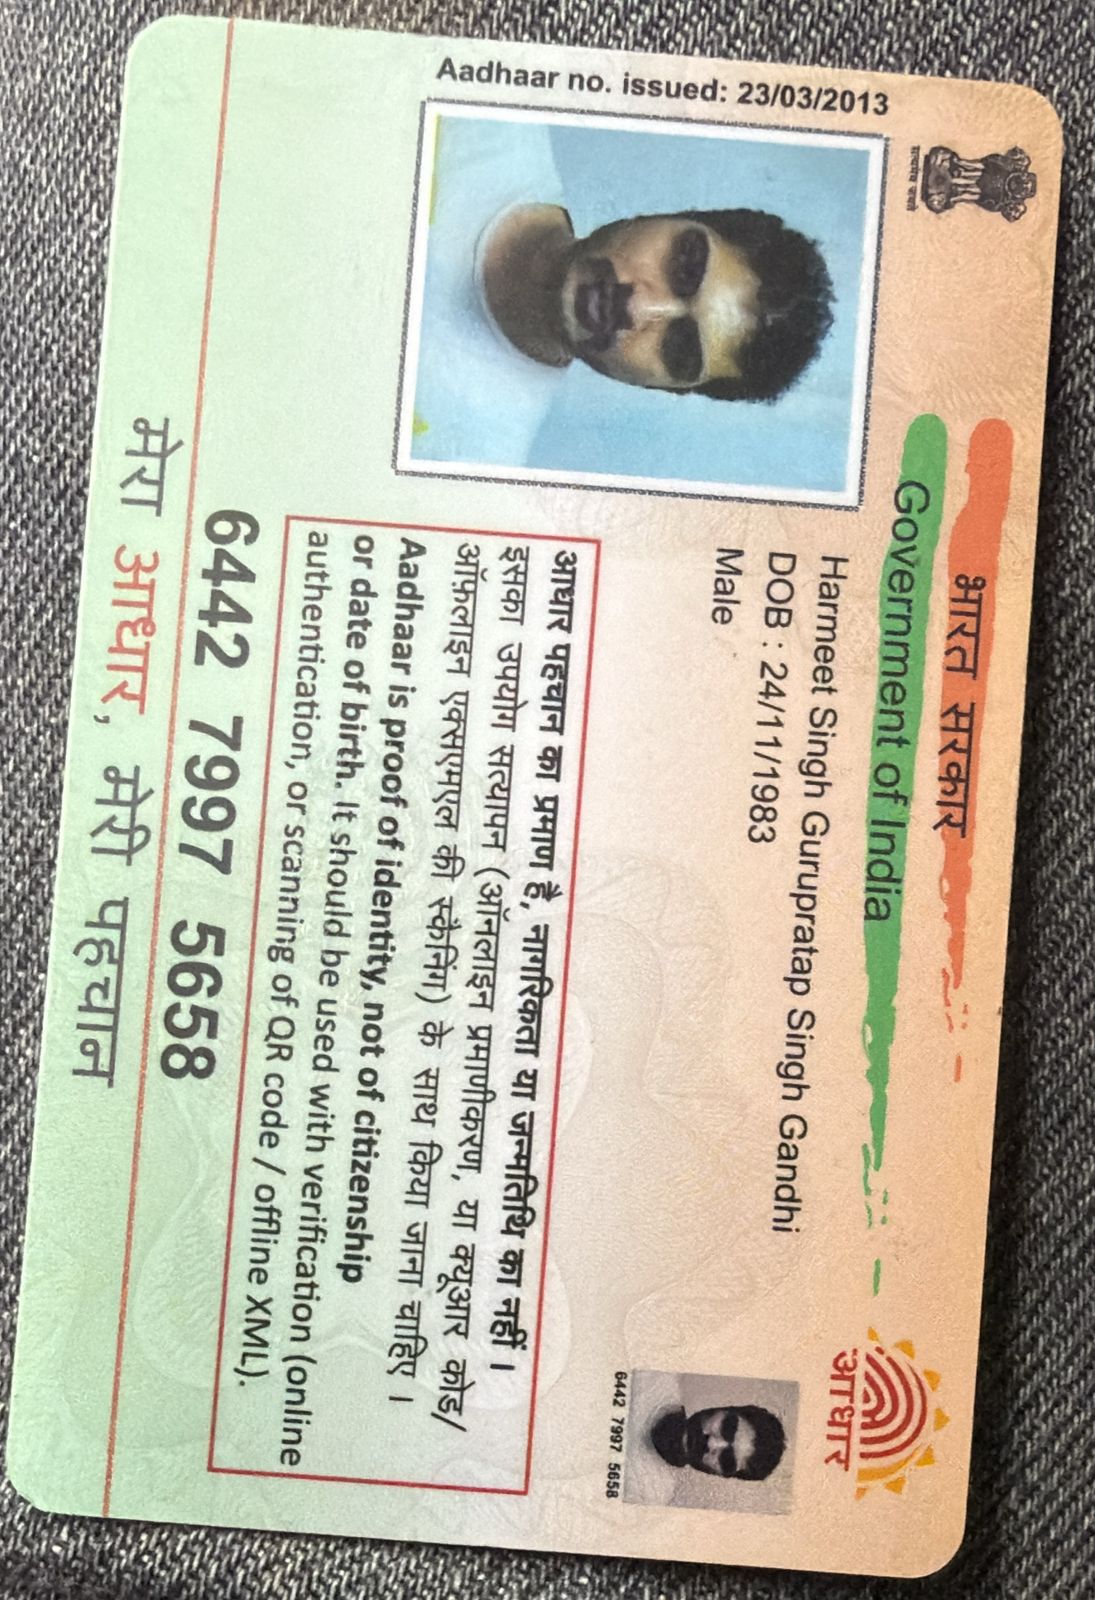 भारत सरकार
Government of India
Aadhaar no. issued: 23/03/2013
Harmeet Singh Gurupratap Singh Gandhi
DOB : 24/11/1983
Male
आधार
6442 7997 5658
आधार पहचान का प्रमाण है, नागरिकता या जन्मतिथि का नहीं ।
इसका उपयोग सत्यापन (ऑनलाइन प्रमाणीकरण, या क्यूआर कोड/
ऑफ़लाइन एक्सएमएल की स्कैनिंग) के साथ किया जाना चाहिए ।
Aadhaar is proof of identity, not of citizenship
or date of birth. It should be used with verification (online
authentication, or scanning of QR code / offline XML).
6442 7997 5658
मेरा आधार, मेरी पहचान